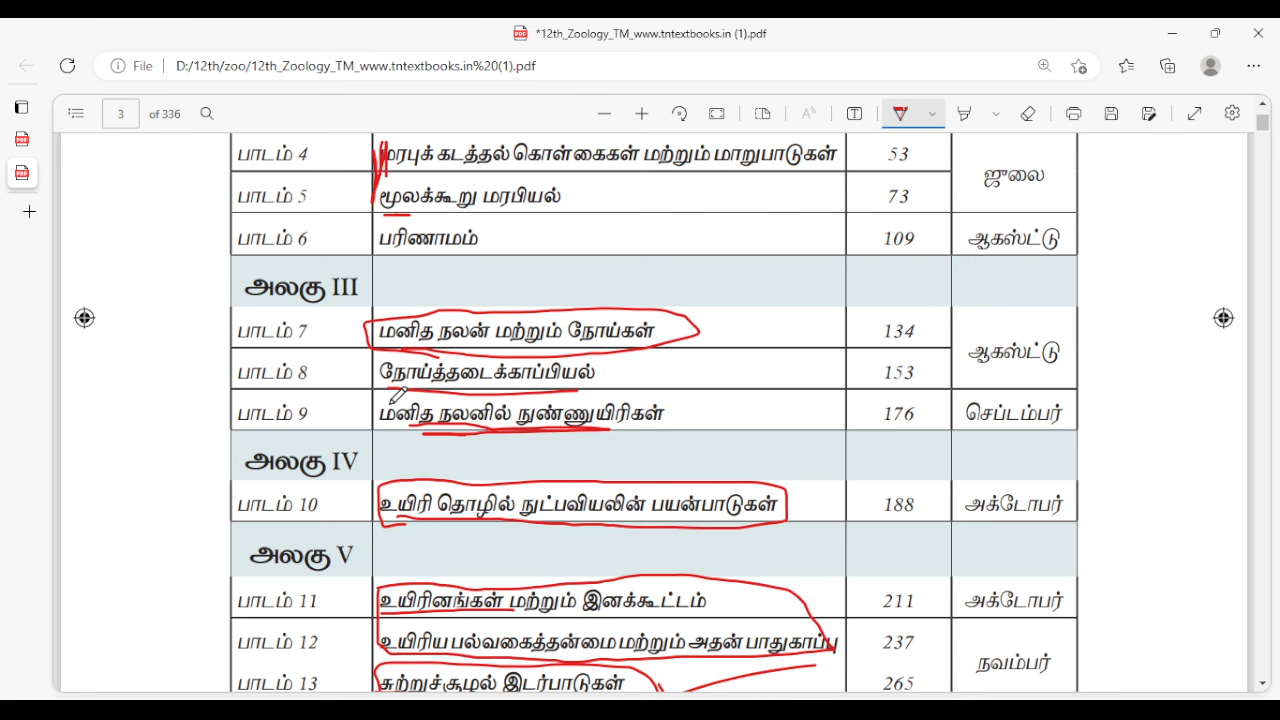 *12th_Zoology_TM_www.tntextbooks.in (1).pdf
File D:/12th/zoo/12th_Zoology_TM_www.tntextbooks.in%20(1).pdf
3 of 336
பாடம் 4 மரபுக் கடத்தல் கொள்கைகள் மற்றும் மாறுபாடுகள் 53 ஜுலை
பாடம் 5 மூலக்கூறு மரபியல் 73
பாடம் 6 பரிணாமம் 109 ஆகஸ்ட்டு
அலகு III
பாடம் 7 மனித நலன் மற்றும் நோய்கள் 134 ஆகஸ்ட்டு
பாடம் 8 நோய்த்தடைக்காப்பியல் 153
பாடம் 9 மனித நலனில் நுண்ணுயிரிகள் 176 செப்டம்பர்
அலகு IV
பாடம் 10 உயிரி தொழில் நுட்பவியலின் பயன்பாடுகள் 188 அக்டோபர்
அலகு V
பாடம் 11 உயிரினங்கள் மற்றும் இனக்கூட்டம் 211 அக்டோபர்
பாடம் 12 உயிரிய பல்வகைத்தன்மை மற்றும் அதன் பாதுகாப்பு 237 நவம்பர்
பாடம் 13 சுற்றுச்சூழல் இடர்பாடுகள் 265